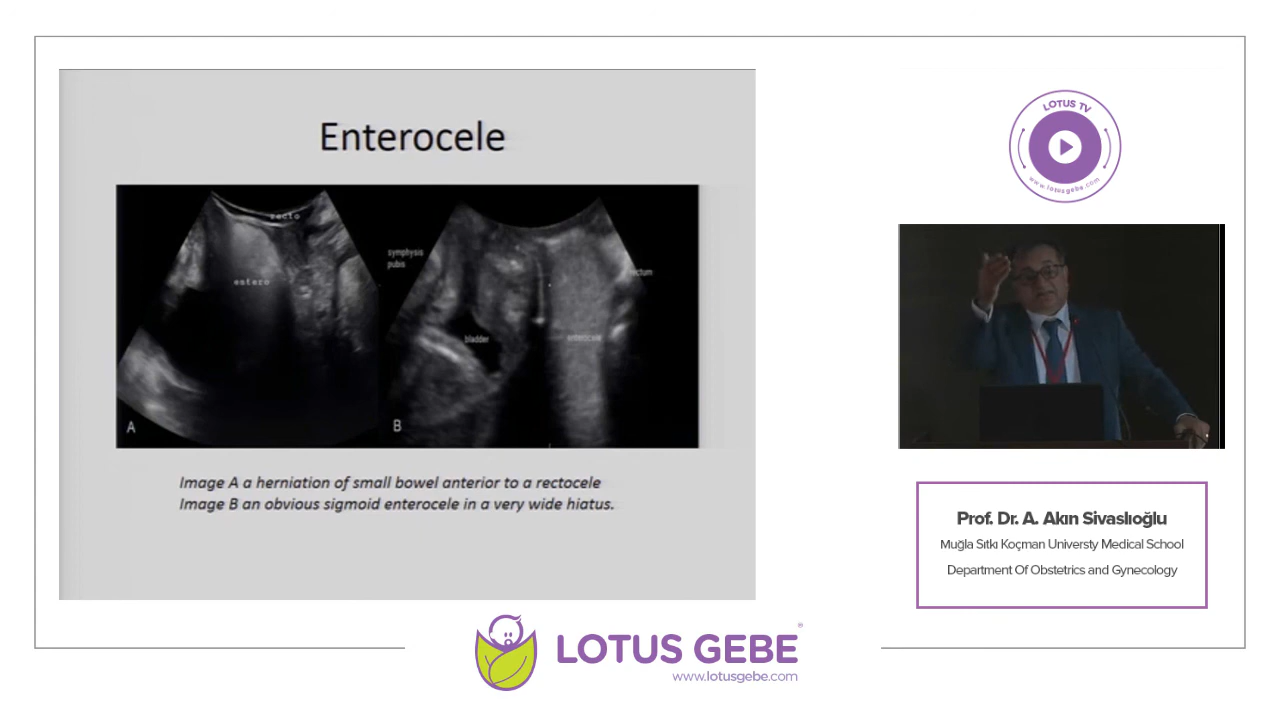 Enterocele
recto
estero
A
symphysis
pubis
bladder
enterocele
B
Image A a herniation of small bowel anterior to a rectocele
Image B an obvious sigmoid enterocele in a very wide hiatus.
LOTUS TV
www.lotusgebe.com
Prof. Dr. A. Akın Sivaslıoğlu
Muğla Sıtkı Koçman Universty Medical School
Department Of Obstetrics and Gynecology
LOTUS GEBE®
www.lotusgebe.com